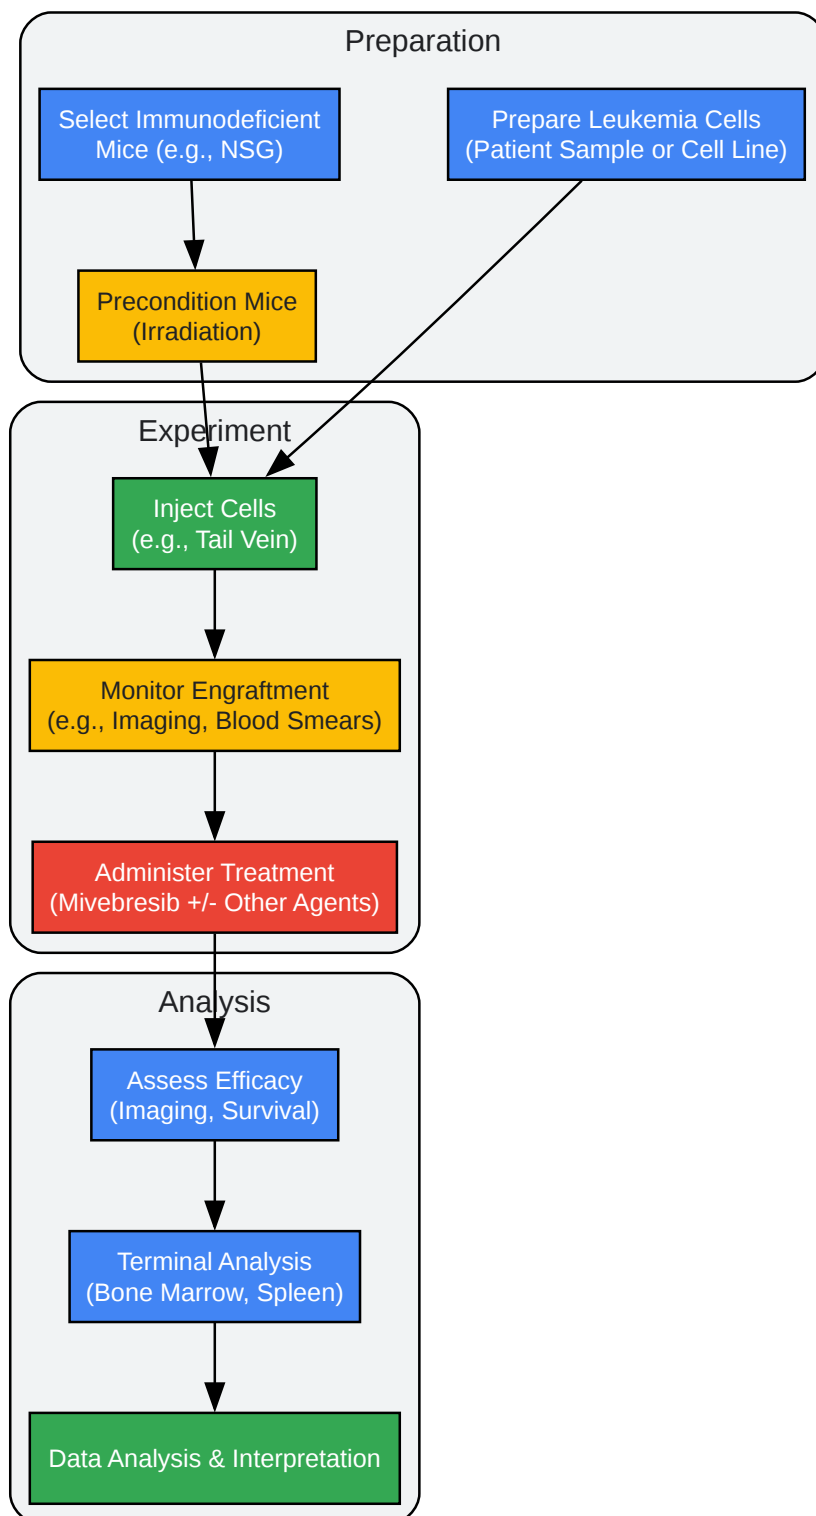 Preparation
Select Immunodeficient
Mice (e.g., NSG)
Prepare Leukemia Cells
(Patient Sample or Cell Line)
Precondition Mice
(Irradiation)
Experiment
Inject Cells
(e.g., Tail Vein)
Monitor Engraftment
(e.g., Imaging, Blood Smears)
Administer Treatment
(Mivebresib +/- Other Agents)
Analysis
Assess Efficacy
(Imaging, Survival)
Terminal Analysis
(Bone Marrow, Spleen)
Data Analysis & Interpretation